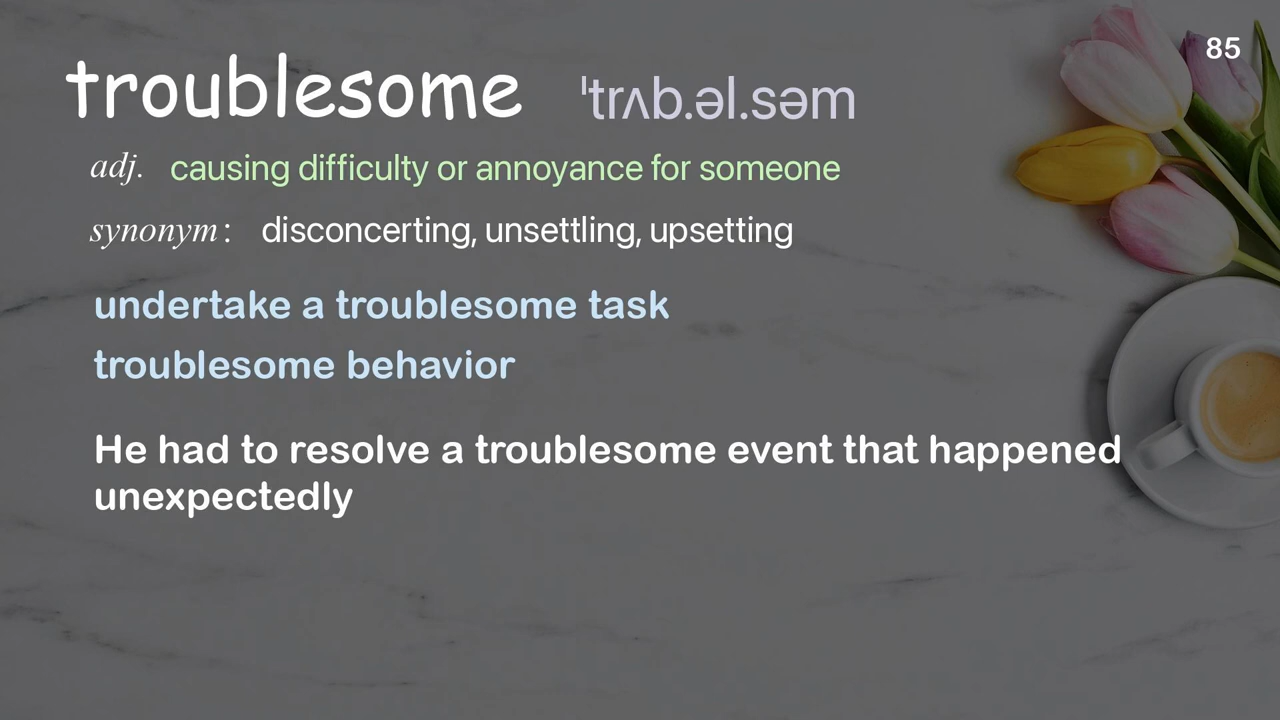 85
troublesome ˈtrʌb.əl.səm
adj. causing difficulty or annoyance for someone
synonym: disconcerting, unsettling, upsetting
undertake a troublesome task
troublesome behavior
He had to resolve a troublesome event that happened
unexpectedly